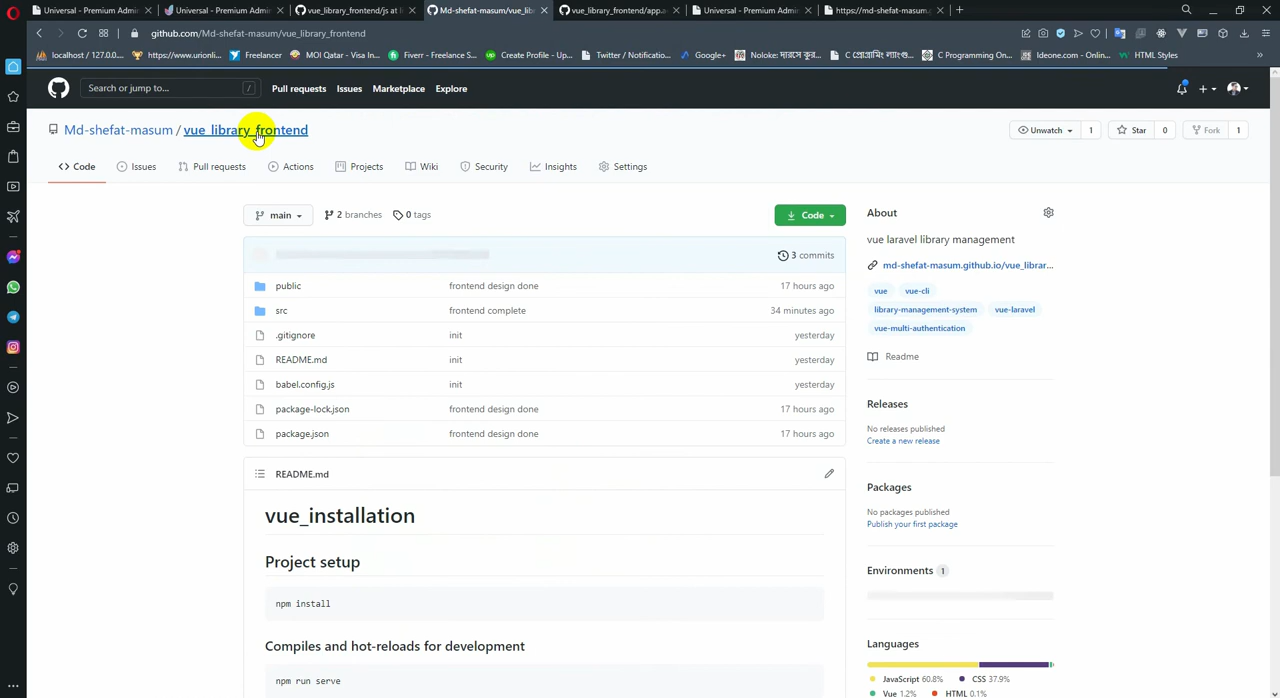 Universal - Premium Admi
Universal - Premium Admi
vue_library_frontend/js at l
Md-shefat-masum/vue_lib
vue_library_frontend/app.
Universal - Premium Admi
https://md-shefat-masum.
github.com/Md-shefat-masum/vue_library_frontend
localhost / 127.0.0....
https://www.urionli...
Freelancer
MOI Qatar - Visa In...
Fiverr - Freelance S...
Create Profile - Up...
Twitter / Notificatio...
Google+
C Programming On...
Ideone.com - Onlin...
HTML Styles
Search or jump to...
/
Pull requests
Issues
Marketplace
Explore
Md-shefat-masum / vue_library_frontend
Unwatch 1
Star 0
Fork 1
Code
Issues
Pull requests
Actions
Projects
Wiki
Security
Insights
Settings
main
2 branches
0 tags
Code
3 commits
public frontend design done 17 hours ago
src frontend complete 34 minutes ago
.gitignore init yesterday
README.md init yesterday
babel.config.js init yesterday
package-lock.json frontend design done 17 hours ago
package.json frontend design done 17 hours ago
README.md
vue_installation
Project setup
npm install
Compiles and hot-reloads for development
npm run serve
About
vue laravel library management
md-shefat-masum.github.io/vue_librar...
vue vue-cli
library-management-system vue-laravel
vue-multi-authentication
Readme
Releases
No releases published
Create a new release
Packages
No packages published
Publish your first package
Environments 1
Languages
JavaScript 60.8% CSS 37.9%
Vue 1.2% HTML 0.1%